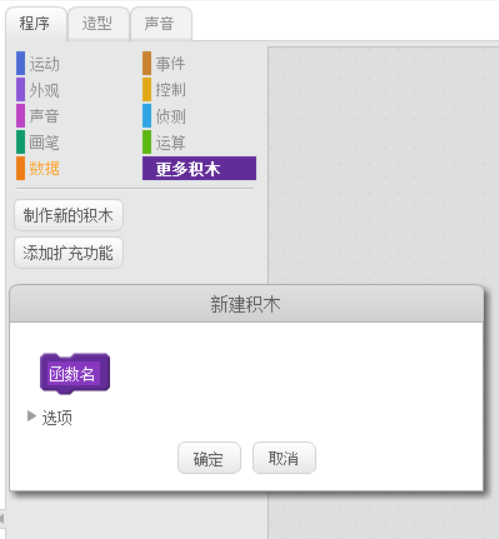 程序 造型 声音
运动 事件
外观 控制
声音 侦测
画笔 运算
数据 更多积木
制作新的积木
添加扩充功能
新建积木
函数名
选项
确定 取消